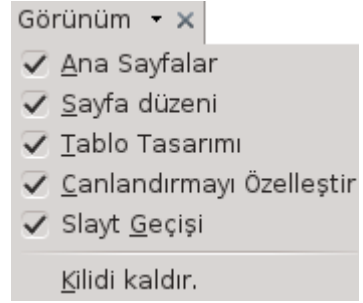 Görünüm
Ana Sayfalar
Sayfa düzeni
Tablo Tasarımı
Canlandırmayı Özelleştir
Slayt Geçişi
Kilidi kaldır.